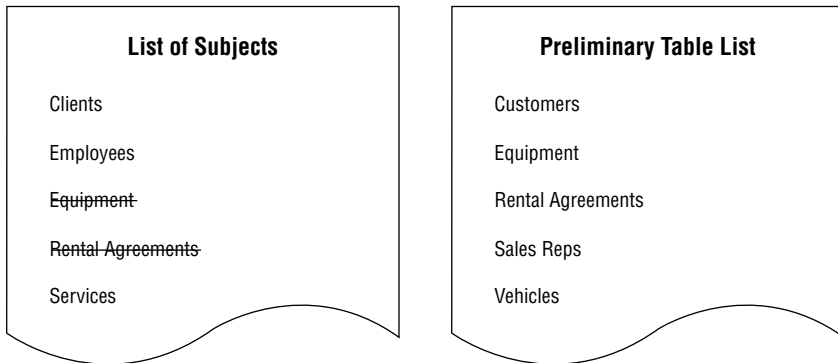 List of Subjects
Clients
Employees
Equipment
Rental Agreements
Services
Preliminary Table List
Customers
Equipment
Rental Agreements
Sales Reps
Vehicles